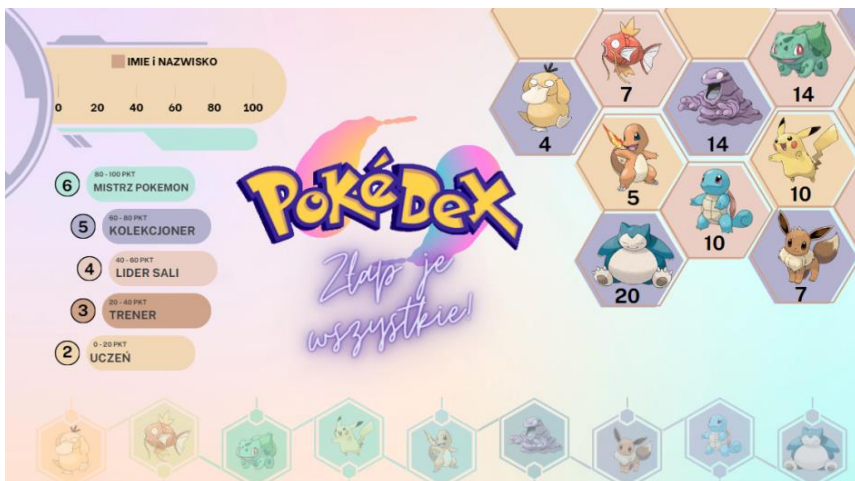 IMIE i NAZWISKO
0 20 40 60 80 100
6
80 - 100 PKT
MISTRZ POKEMON
5
60 - 80 PKT
KOLEKCJONER
4
40 - 60 PKT
LIDER SALI
3
20 - 40 PKT
TRENER
2
0 - 20 PKT
UCZEŃ
PoKéDeX
Złap je
wszystkie!
7
14
4
14
5
10
10
20
7